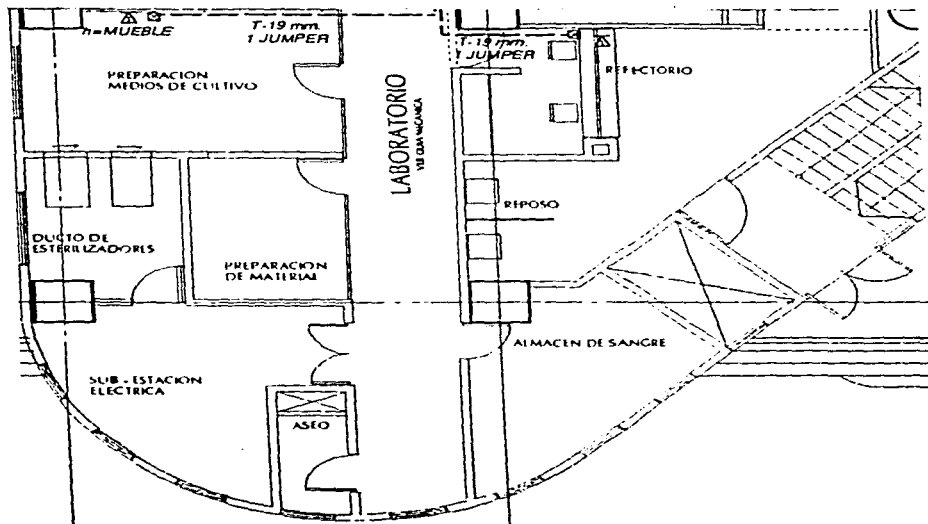 h=MUEBLE
T-19 mm.
1 JUMPER
T-19 mm.
1 JUMPER
PREPARACION
MEDIOS DE CULTIVO
REFECTORIO
LABORATORIO
REPOSO
DUCTO DE
ESTERILIZADORES
PREPARACION
DE MATERIAL
ALMACEN DE SANGRE
SUB-ESTACION
ELECTRICA
ASEO